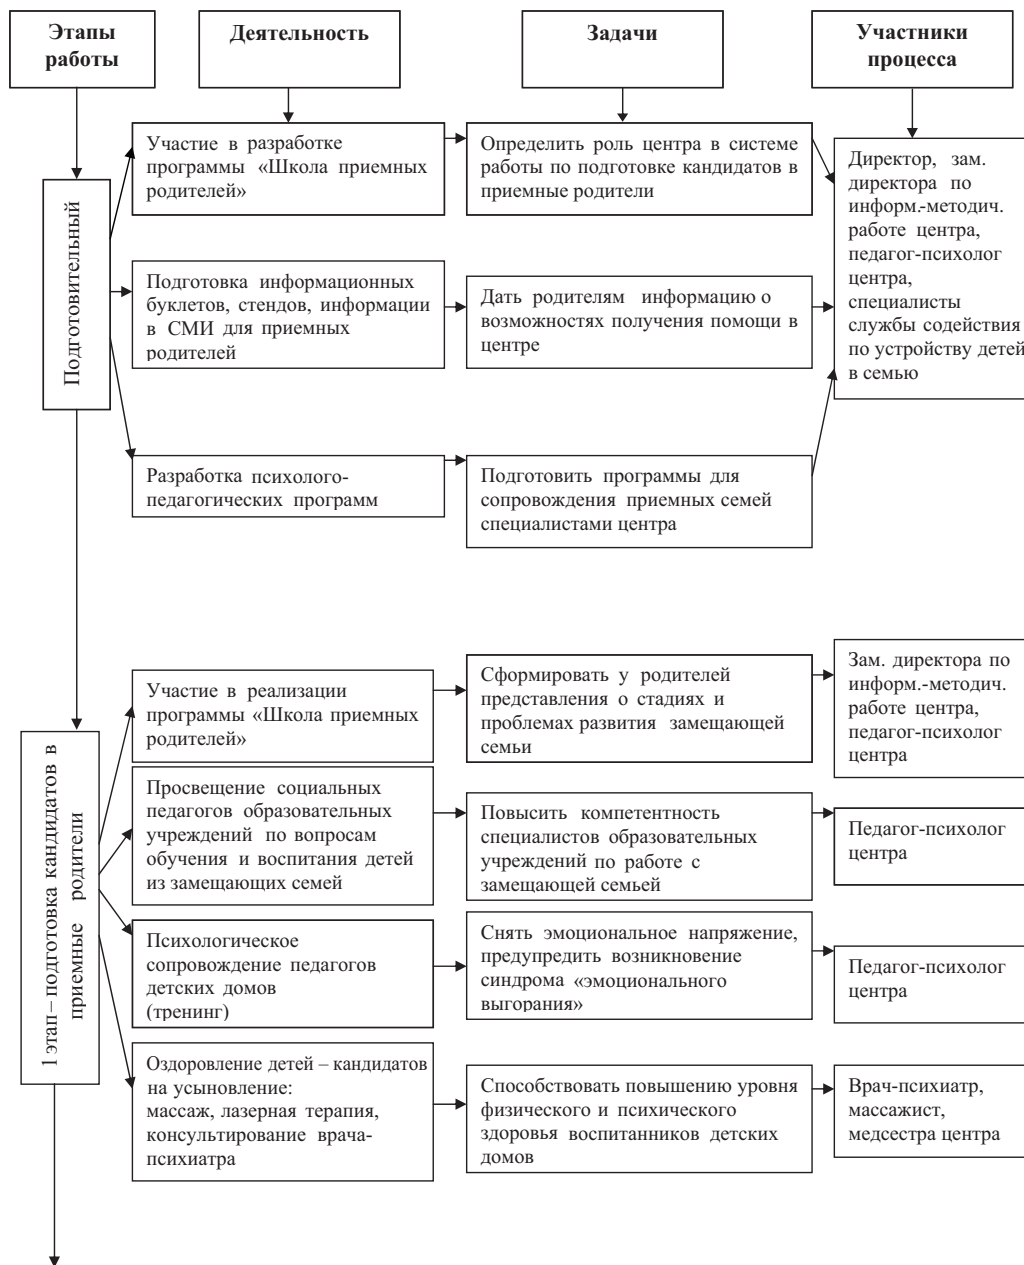 Этапы
работы
Деятельность
Задачи
Участники
процесса
Подготовительный
Участие в разработке
программы «Школа приемных
родителей»
Определить роль центра в системе
работы по подготовке кандидатов в
приемные родители
Директор, зам.
директора по
информ.-методич.
работе центра,
педагог-психолог
центра,
специалисты
службы содействия
по устройству детей
в семью
Подготовка информационных
буклетов, стендов, информации
в СМИ для приемных
родителей
Дать родителям информацию о
возможностях получения помощи в
центре
Разработка психолого-
педагогических программ
Подготовить программы для
сопровождения приемных семей
специалистами центра
1 этап – подготовка кандидатов в
приемные родители
Участие в реализации
программы «Школа приемных
родителей»
Сформировать у родителей
представления о стадиях и
проблемах развития замещающей
семьи
Зам. директора по
информ.-методич.
работе центра,
педагог-психолог
центра
Просвещение социальных
педагогов образовательных
учреждений по вопросам
обучения и воспитания детей
из замещающих семей
Повысить компетентность
специалистов образовательных
учреждений по работе с
замещающей семьей
Педагог-психолог
центра
Психологическое
сопровождение педагогов
детских домов
(тренинг)
Снять эмоциональное напряжение,
предупредить возникновение
синдрома «эмоционального
выгорания»
Педагог-психолог
центра
Оздоровление детей – кандидатов
на усыновление:
массаж, лазерная терапия,
консультирование врача-
психиатра
Способствовать повышению уровня
физического и психического
здоровья воспитанников детских
домов
Врач-психиатр,
массажист,
медсестра центра